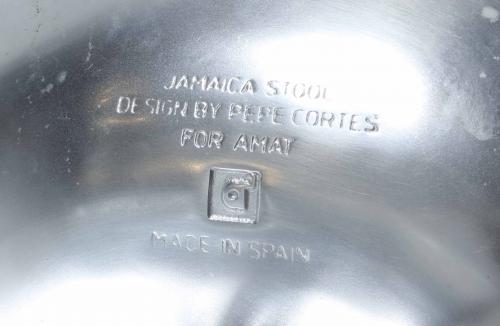 JAMAICA STOOL
DESIGN BY PEPE CORTES
FOR AMAT
MADE IN SPAIN